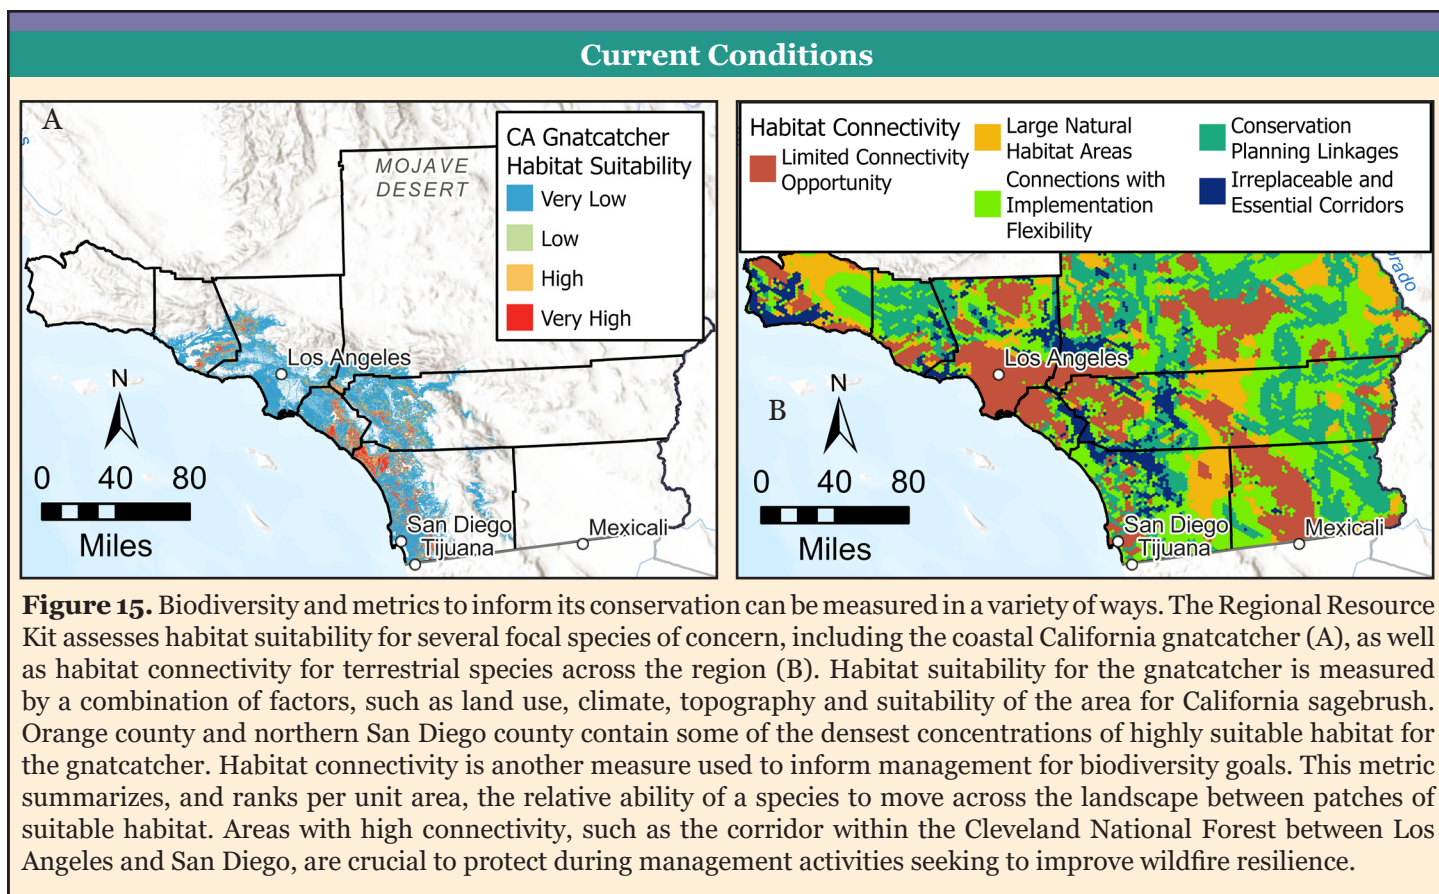 Current Conditions
A
CA Gnatcatcher
Habitat Suitability
Very Low
Low
High
Very High
MOJAVE
DESERT
Los Angeles
N
0 40 80
Miles
San Diego
Tijuana
Mexicali
Habitat Connectivity
Limited Connectivity
Opportunity
Large Natural
Habitat Areas
Connections with
Implementation
Flexibility
Conservation
Planning Linkages
Irreplaceable and
Essential Corridors
orado
Los Angeles
B
N
0 40 80
Miles
San Diego
Tijuana
Mexicali
Figure 15. Biodiversity and metrics to inform its conservation can be measured in a variety of ways. The Regional Resource
Kit assesses habitat suitability for several focal species of concern, including the coastal California gnatcatcher (A), as well
as habitat connectivity for terrestrial species across the region (B). Habitat suitability for the gnatcatcher is measured
by a combination of factors, such as land use, climate, topography and suitability of the area for California sagebrush.
Orange county and northern San Diego county contain some of the densest concentrations of highly suitable habitat for
the gnatcatcher. Habitat connectivity is another measure used to inform management for biodiversity goals. This metric
summarizes, and ranks per unit area, the relative ability of a species to move across the landscape between patches of
suitable habitat. Areas with high connectivity, such as the corridor within the Cleveland National Forest between Los
Angeles and San Diego, are crucial to protect during management activities seeking to improve wildfire resilience.